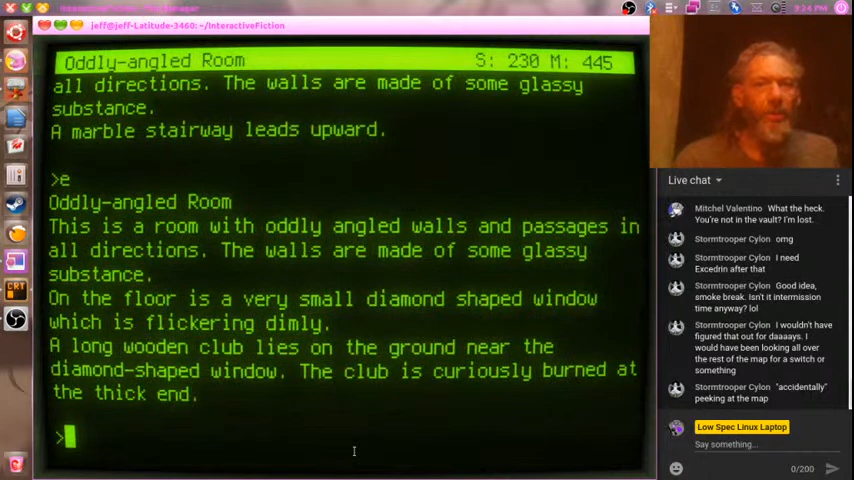 9:24 PM
jeff@jeff-Latitude-3460: ~/InteractiveFiction
Oddly-angled Room S: 230 M: 445
all directions. The walls are made of some glassy
substance.
A marble stairway leads upward.
>e
Oddly-angled Room
This is a room with oddly angled walls and passages in
all directions. The walls are made of some glassy
substance.
On the floor is a very small diamond shaped window
which is flickering dimly.
A long wooden club lies on the ground near the
diamond-shaped window. The club is curiously burned at
the thick end.
>
CRT
Live chat
Mitchel Valentino What the heck.
You're not in the vault? I'm lost.
Stormtrooper Cylon omg
Stormtrooper Cylon I need
Excedrin after that
Stormtrooper Cylon Good idea,
smoke break. Isn't it intermission
time anyway? lol
Stormtrooper Cylon I wouldn't have
figured that out for daaaays. I
would have been looking all over
the rest of the map for a switch or
something
Stormtrooper Cylon "accidentally"
peeking at the map
Low Spec Linux Laptop
Say something...
0/200